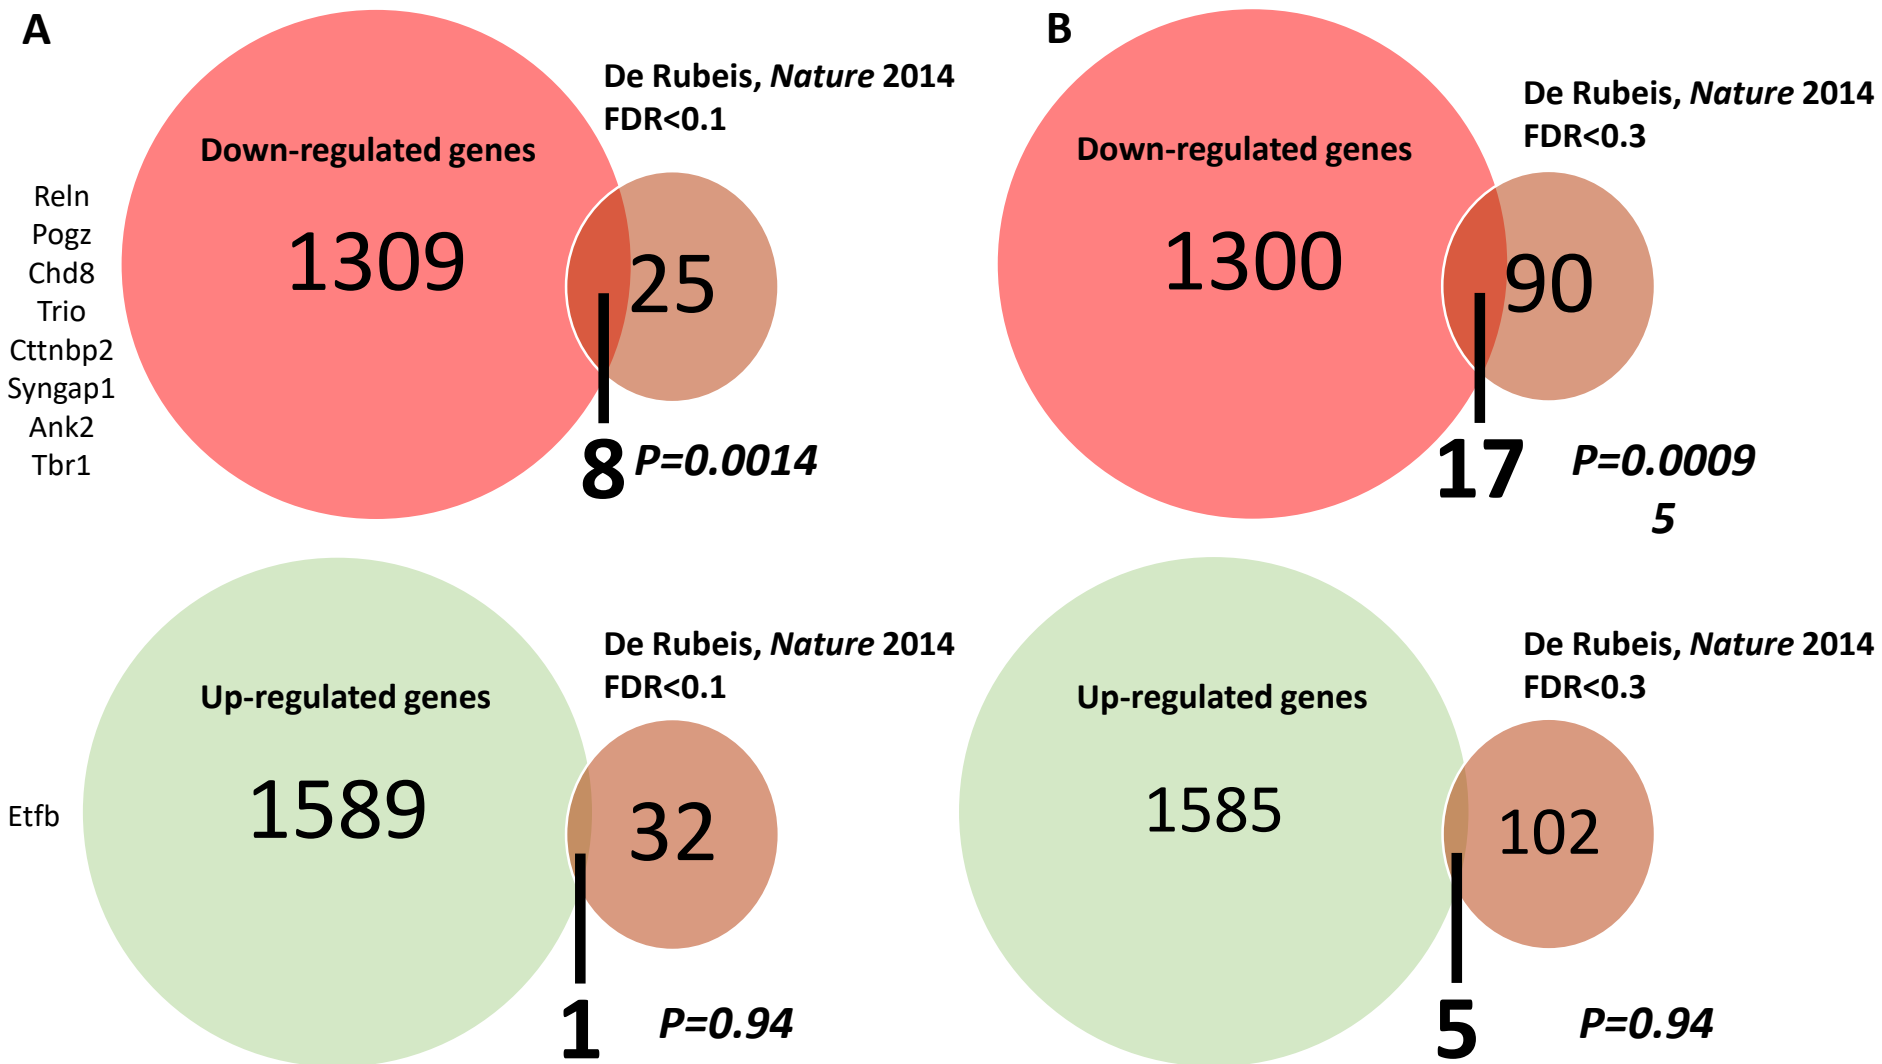 A
De Rubeis, Nature 2014
FDR<0.1
Down-regulated genes
1309
25
Reln
Pogz
Chd8
Trio
Cttnbp2
Syngap1
Ank2
Tbr1
8
P=0.0014
B
De Rubeis, Nature 2014
FDR<0.3
Down-regulated genes
1300
90
17
P=0.0009
5
De Rubeis, Nature 2014
FDR<0.1
Up-regulated genes
1589
32
Etfb
1
P=0.94
De Rubeis, Nature 2014
FDR<0.3
Up-regulated genes
1585
102
5
P=0.94